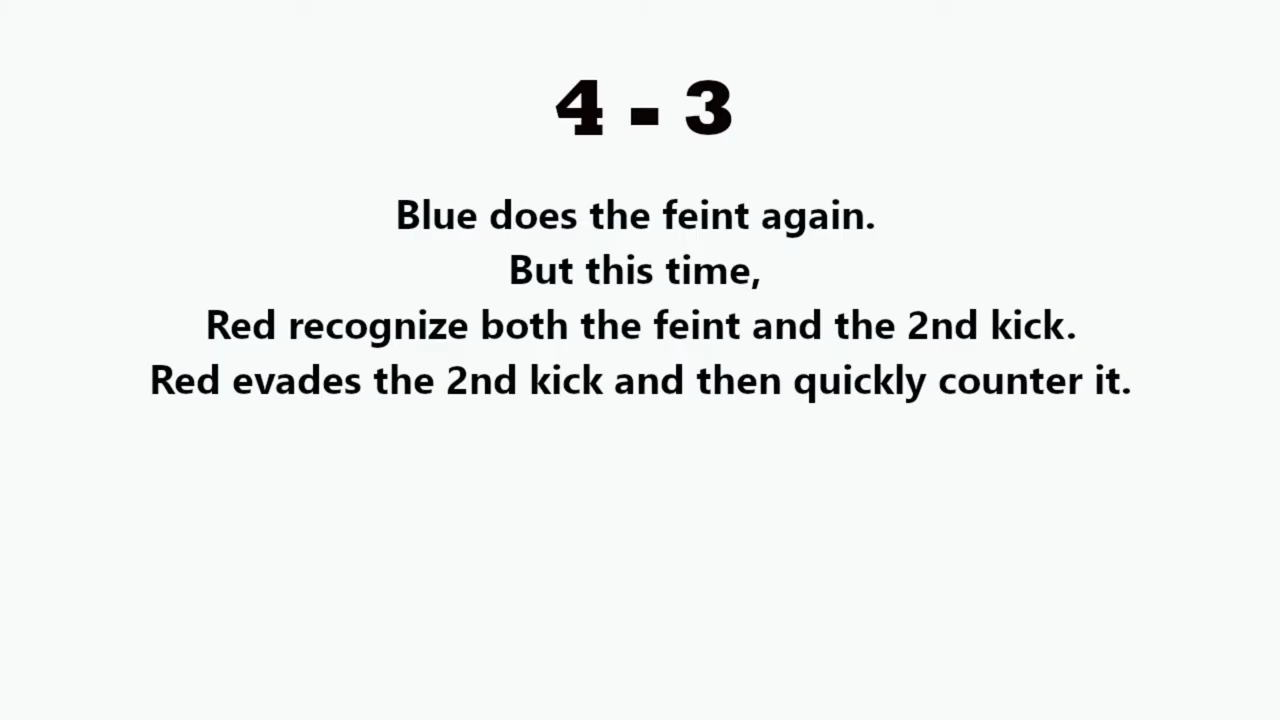 4 - 3
Blue does the feint again.
But this time,
Red recognize both the feint and the 2nd kick.
Red evades the 2nd kick and then quickly counter it.